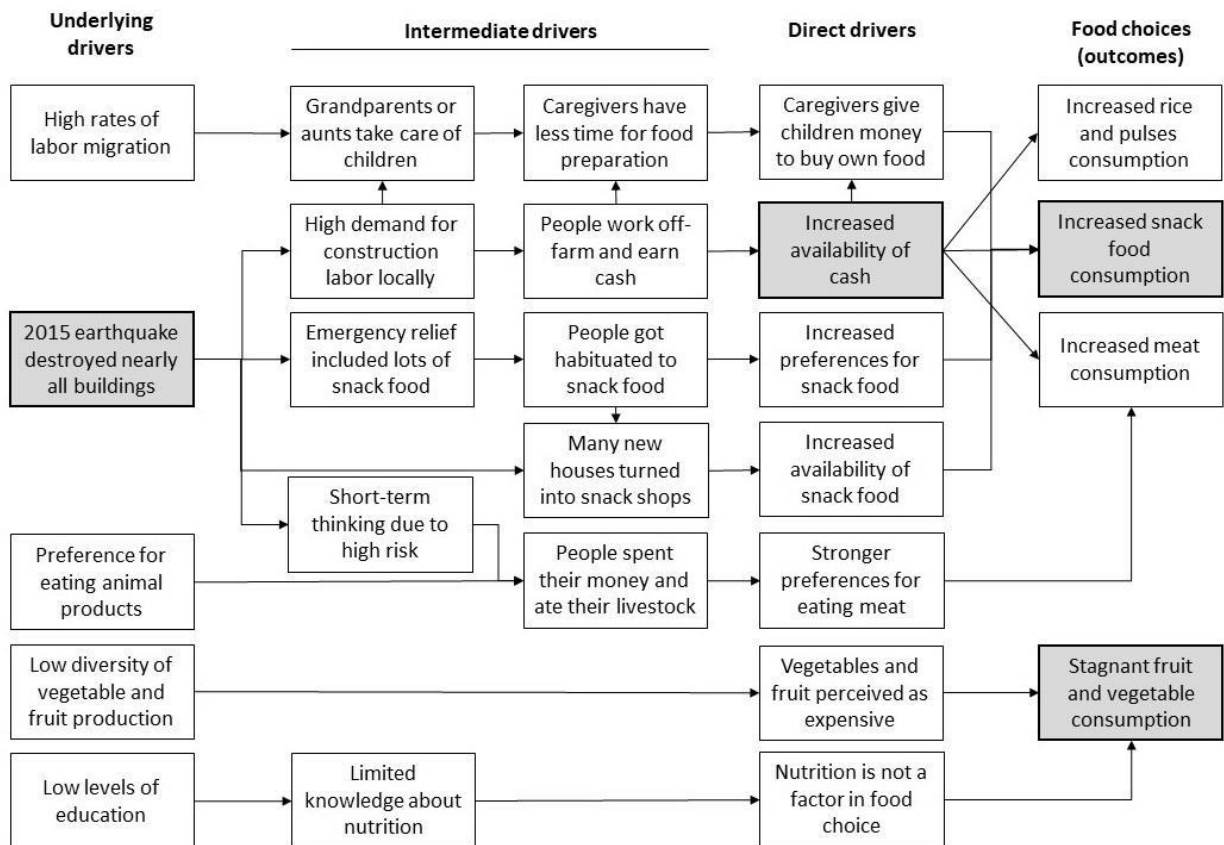 Underlying
drivers
Intermediate drivers
Direct drivers
Food choices
(outcomes)
High rates of
labor migration
Grandparents or
aunts take care of
children
Caregivers have
less time for food
preparation
Caregivers give
children money
to buy own food
Increased rice
and pulses
consumption
High demand for
construction
labor locally
People work off-
farm and earn
cash
Increased
availability of
cash
Increased snack
food
consumption
2015 earthquake
destroyed nearly
all buildings
Emergency relief
included lots of
snack food
People got
habituated to
snack food
Increased
preferences for
snack food
Increased meat
consumption
Many new
houses turned
into snack shops
Increased
availability of
snack food
Short-term
thinking due to
high risk
Preference for
eating animal
products
People spent
their money and
ate their livestock
Stronger
preferences for
eating meat
Low diversity of
vegetable and
fruit production
Vegetables and
fruit perceived as
expensive
Stagnant fruit
and vegetable
consumption
Low levels of
education
Limited
knowledge about
nutrition
Nutrition is not a
factor in food
choice